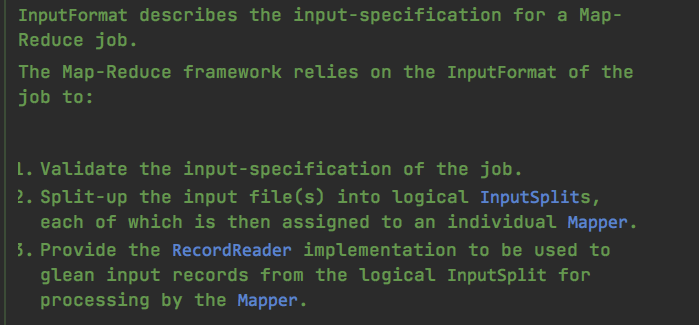 InputFormat describes the input-specification for a Map-
Reduce job.
The Map-Reduce framework relies on the InputFormat of the
job to:
1. Validate the input-specification of the job.
2. Split-up the input file(s) into logical InputSplits,
each of which is then assigned to an individual Mapper.
3. Provide the RecordReader implementation to be used to
glean input records from the logical InputSplit for
processing by the Mapper.